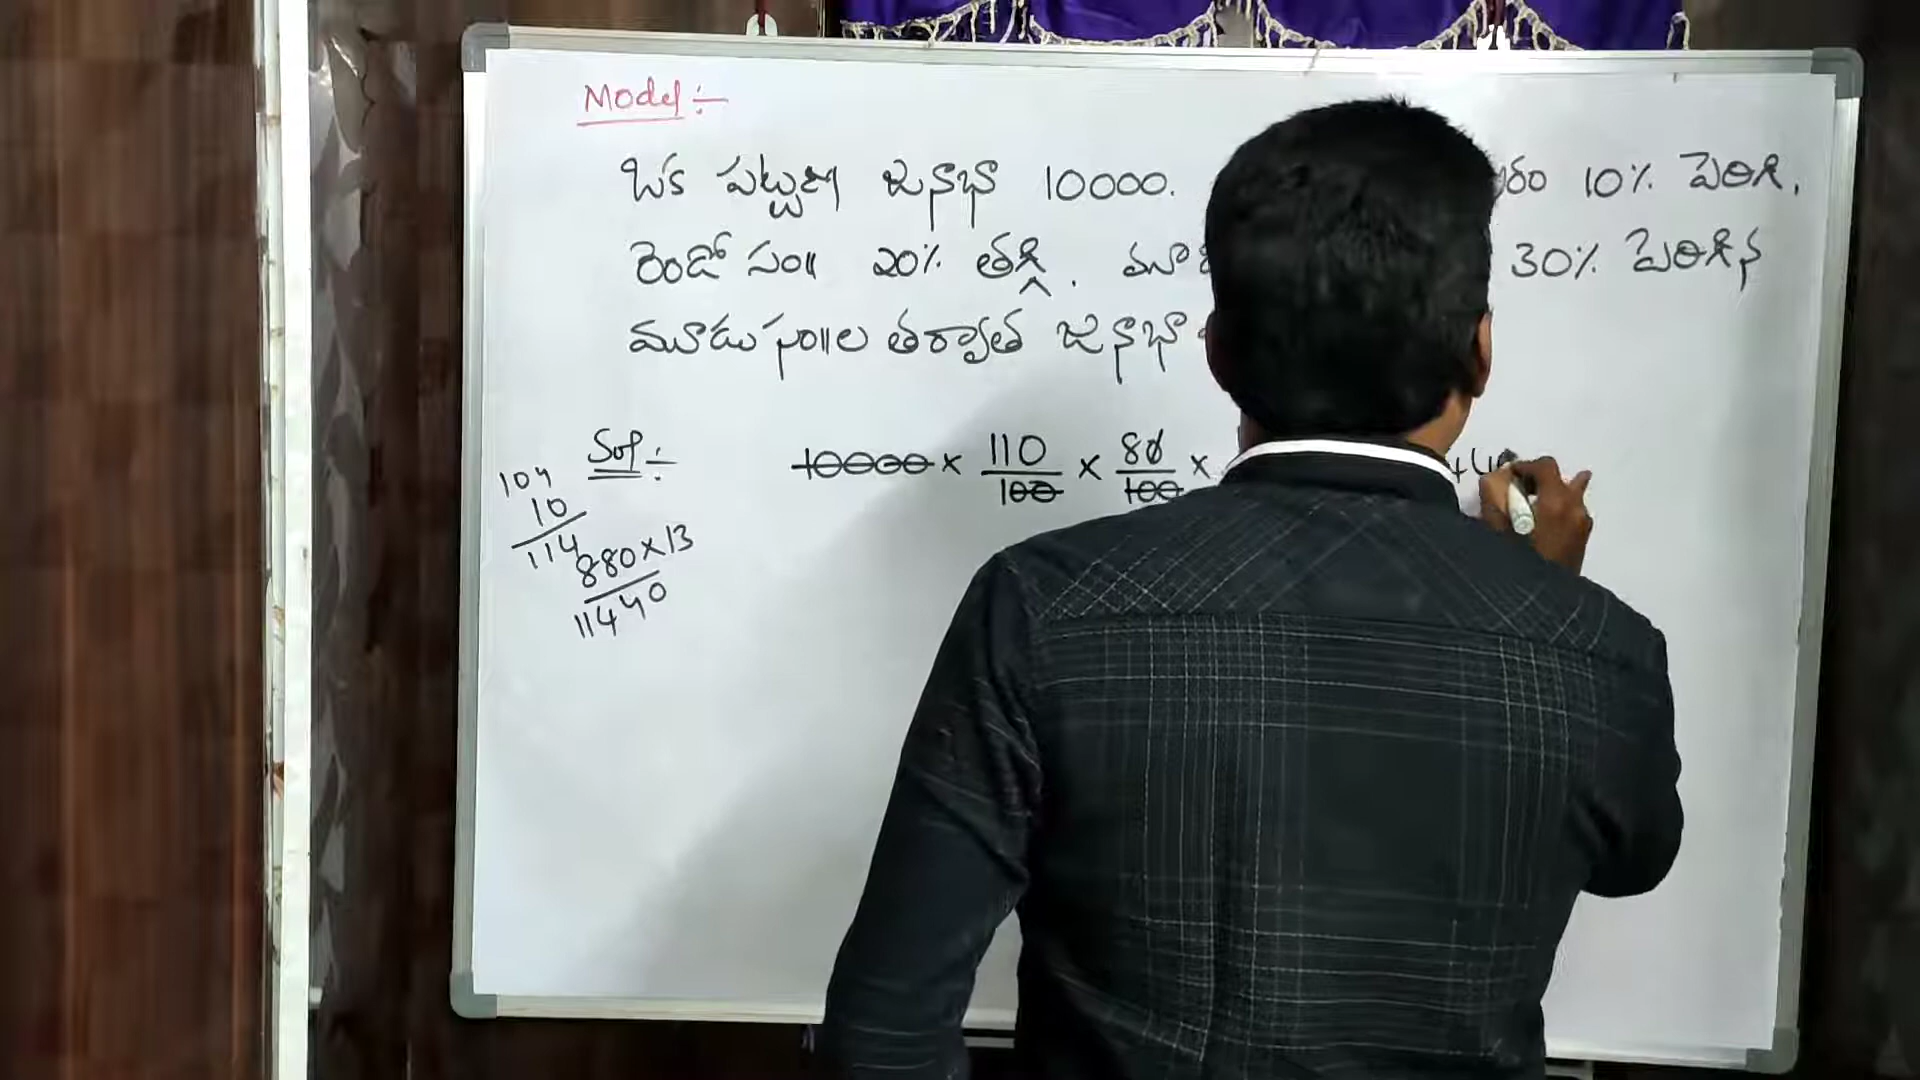 Model :-
ఒక పట్టణ జనాభా 10000. 10% పెరిగి,
రెండో సం॥ 20% తగ్గి. 30% పెరిగిన
మూడు సం॥ల తర్వాత జనాభా
Sol :-
10000 × 110/100 × 80/100 ×
104
10
114
880×13
11440